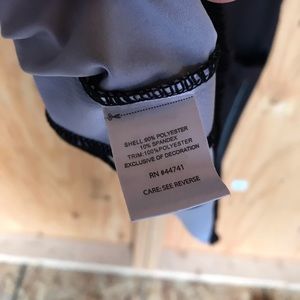 SHELL:90% POLYESTER
10% SPANDEX
TRIM:100%POLYESTER
EXCLUSIVE OF DECORATION
RN #44741
CARE: SEE REVERSE